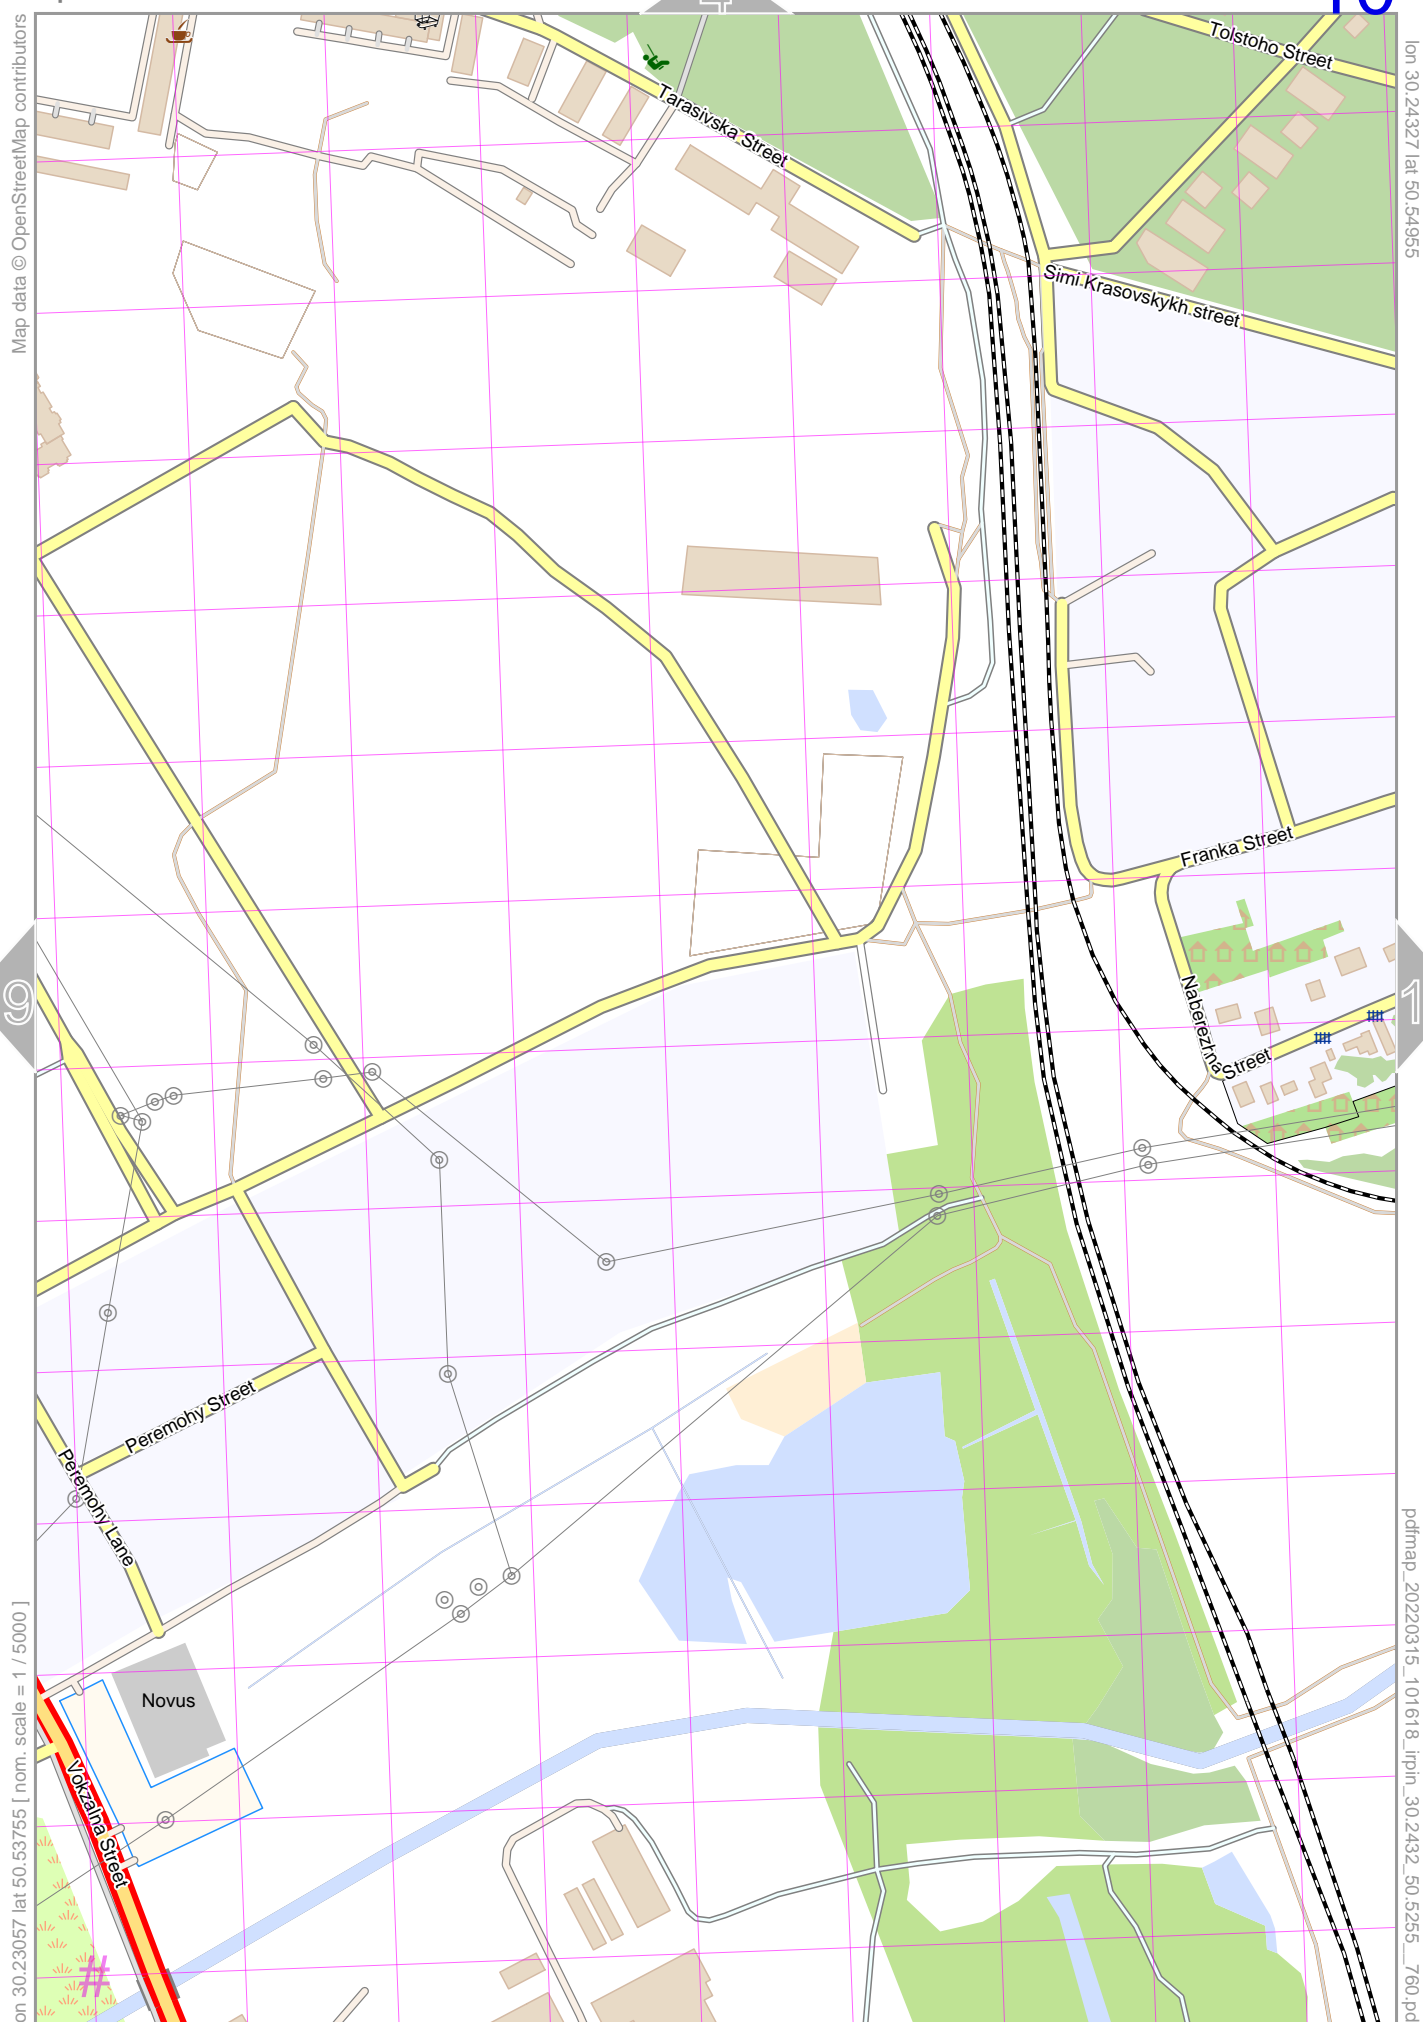 Map data © OpenStreetMap contributors
lon 30.24327 lat 50.54955
Tolstoho Street
Tarasivska Street
Simi Krasovskykh street
Franka Street
Naberezhna
Street
9
1
Peremohy Street
Peremohy Lane
Novus
Vokzalna Street
#
on 30.23057 lat 50.53755 [ nom. scale = 1 / 5000 ]
pdfmap_20220315_101618_irpin_30.2432_50.5255__760.pd